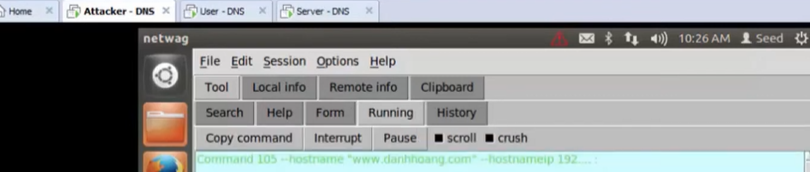 Home Attacker - DNS User - DNS Server - DNS
netwag 10:26 AM Seed
File Edit Session Options Help
Tool Local info Remote info Clipboard
Search Help Form Running History
Copy command Interrupt Pause scroll crush
Command 105 --hostname "www.danhhoang.com" --hostnameip 192.... :